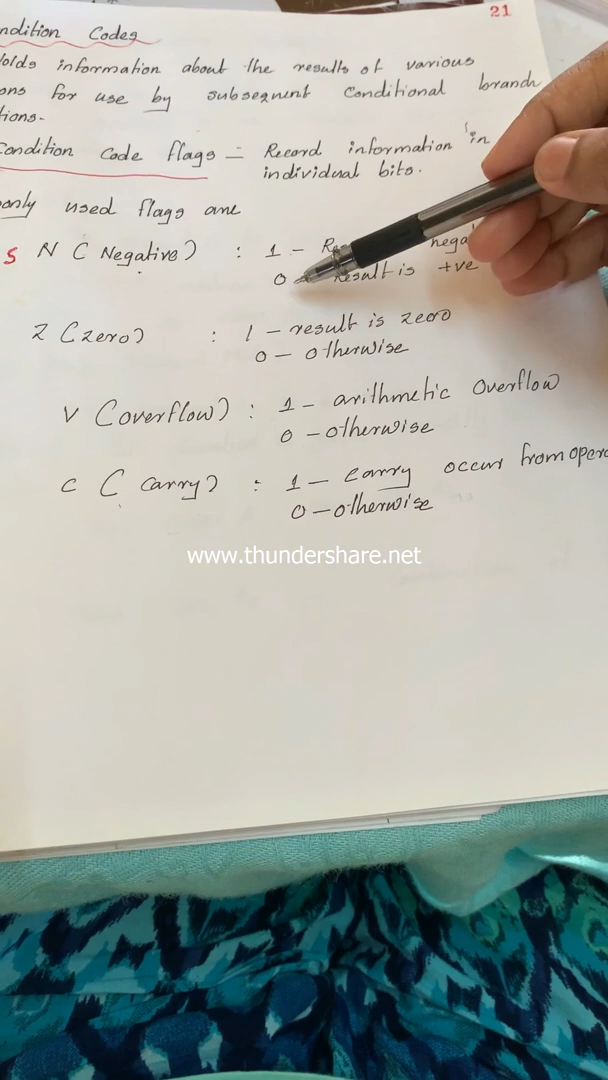 21
ndition Codes
Holds information about the results of various
ons for use by subsequent Conditional branch
tions.
Condition Code flags - Record information in
individual bits.
only used flags are
S N (Negative) : 1 - Re nega
0 Result is +ve
Z (zero) : 1 - result is zero
0 - otherwise
V (overflow) : 1 - arithmetic overflow
0 - otherwise
C (carry) : 1 - carry occur from opera
0 - otherwise
www.thundershare.net